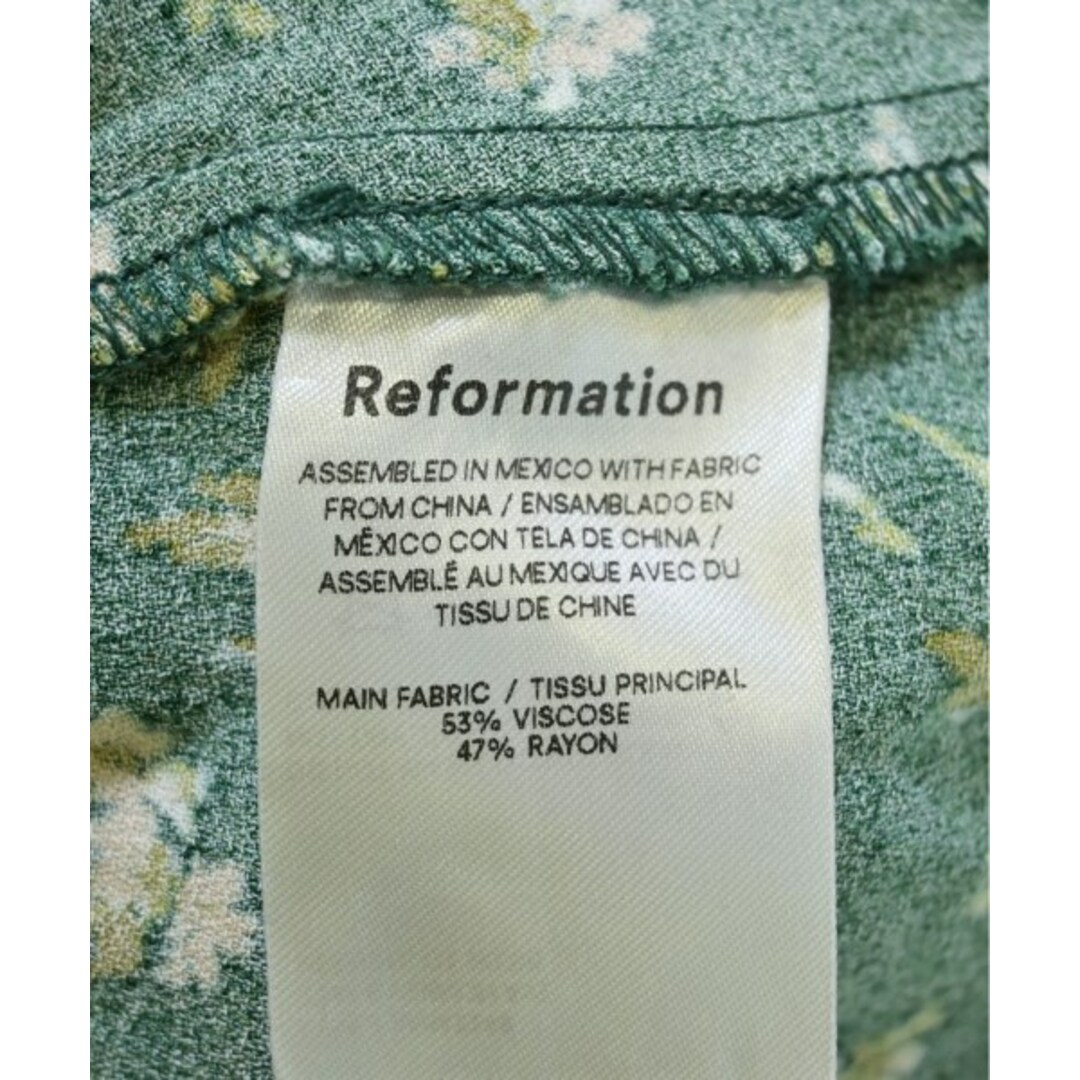 Reformation
ASSEMBLED IN MEXICO WITH FABRIC
FROM CHINA / ENSAMBLADO EN
MÉXICO CON TELA DE CHINA /
ASSEMBLÉ AU MEXIQUE AVEC DU
TISSU DE CHINE
MAIN FABRIC / TISSU PRINCIPAL
53% VISCOSE
47% RAYON